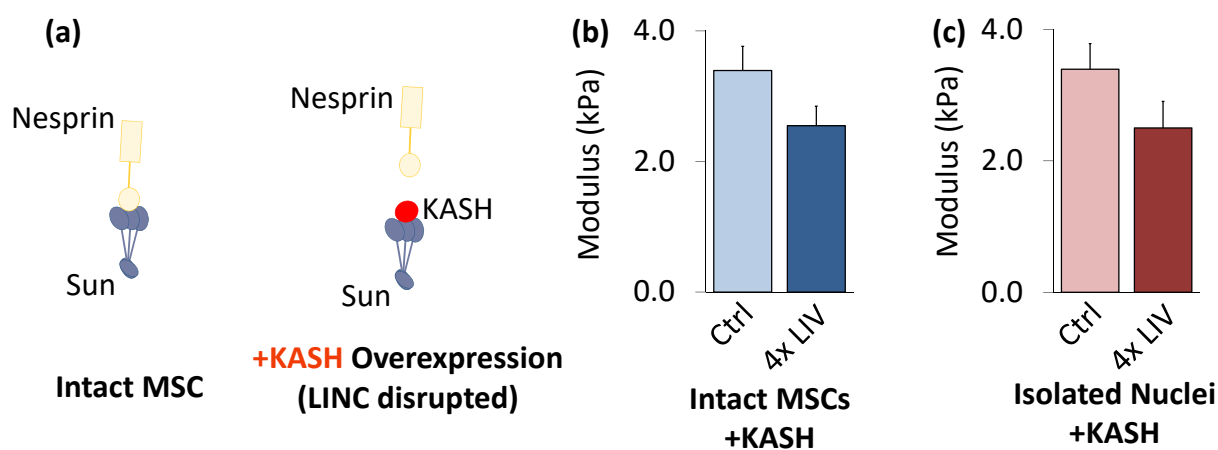 (a)
Nesprin
Sun
Intact MSC
Nesprin
KASH
Sun
+KASH Overexpression
(LINC disrupted)
(b)
Modulus (kPa)
4.0
2.0
0.0
Ctrl
4x LIV
Intact MSCs
+KASH
(c)
Modulus (kPa)
4.0
2.0
0.0
Ctrl
4x LIV
Isolated Nuclei
+KASH